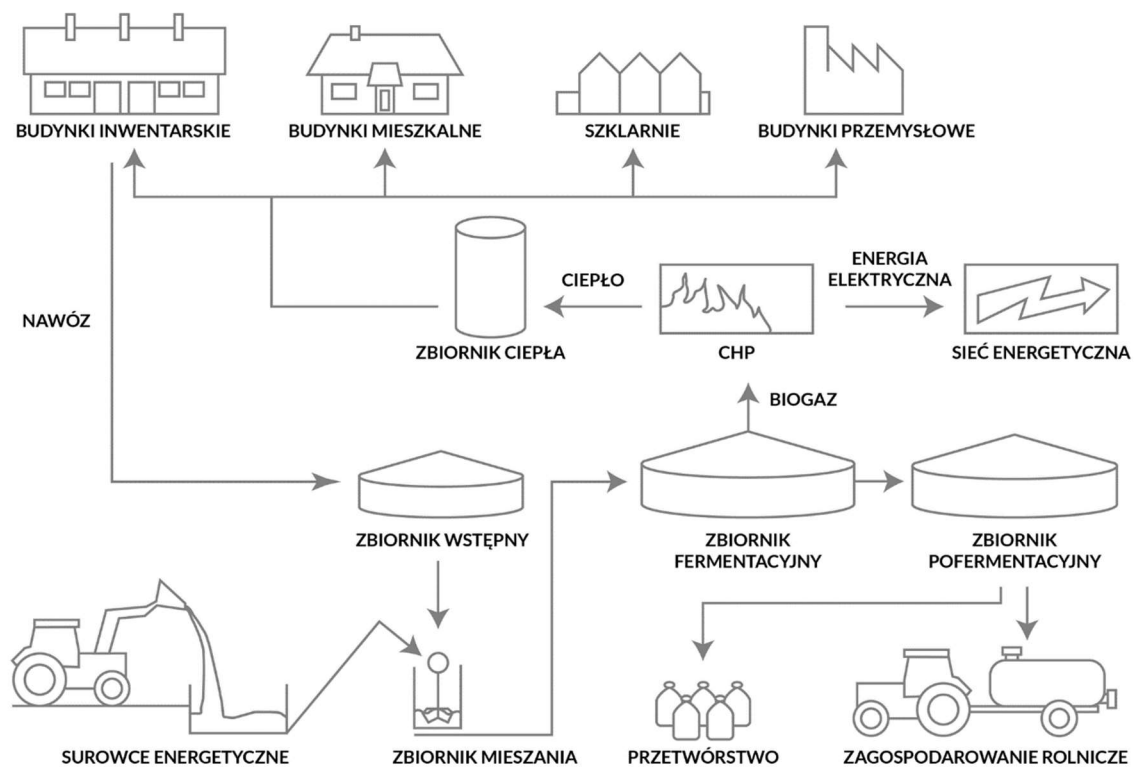 BUDYNKI INWENTARSKIE
BUDYNKI MIESZKALNE
SZKLARNIE
BUDYNKI PRZEMYSŁOWE
NAWÓZ
CIEPŁO
ENERGIA
ELEKTRYCZNA
ZBIORNIK CIEPŁA
CHP
SIEĆ ENERGETYCZNA
BIOGAZ
ZBIORNIK WSTĘPNY
ZBIORNIK
FERMENTACYJNY
ZBIORNIK
POFERMENTACYJNY
SUROWCE ENERGETYCZNE
ZBIORNIK MIESZANIA
PRZETWÓRSTWO
ZAGOSPODAROWANIE ROLNICZE